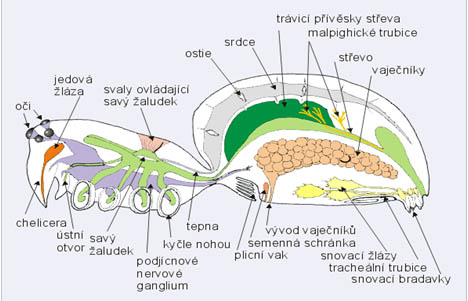 trávicí přívěsky střeva
malpighické trubice
srdce
ostie
střevo
vaječníky
jedová
žláza
svaly ovládající
savý žaludek
oči
chelicera
ústní
otvor
savý
žaludek
podjícnové
nervové
ganglium
kyčle nohou
tepna
plicní vak
vývod vaječníků
semenná schránka
snovací žlázy
tracheální trubice
snovací bradavky